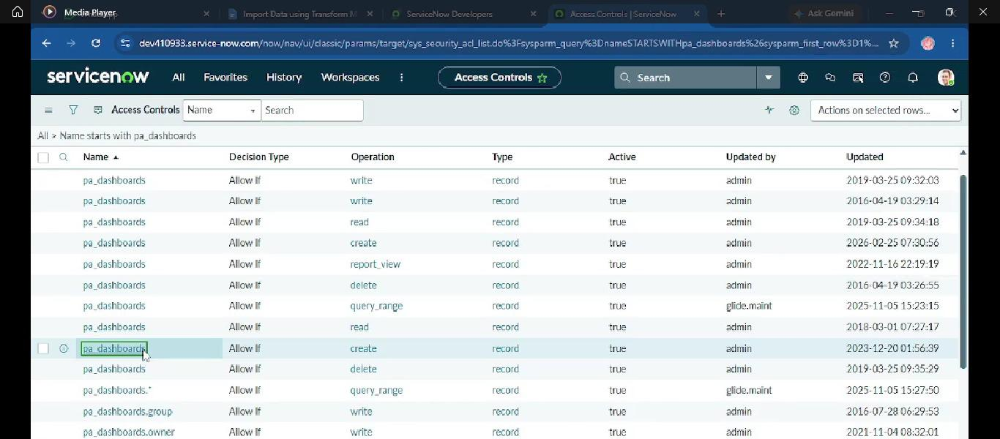 Media Player
Import Data using Transform M
ServiceNow Developers
Access Controls | ServiceNow
Ask Gemini
dev410933.service-now.com/now/nav/ui/classic/params/target/sys_security_acl_list.do%3Fsysparm_query%3DnameSTARTSWITHpa_dashboards%26sysparm_first_row%3D1%...
servicenow All Favorites History Workspaces Access Controls Search
Access Controls Name Search Actions on selected rows...
All > Name starts with pa_dashboards
Name Decision Type Operation Type Active Updated by Updated
pa_dashboards Allow If write record true admin 2019-03-25 09:32:03
pa_dashboards Allow If write record true admin 2016-04-19 03:29:14
pa_dashboards Allow If read record true admin 2019-03-25 09:34:18
pa_dashboards Allow If create record true admin 2026-02-25 07:30:56
pa_dashboards Allow If report_view record true admin 2022-11-16 22:19:19
pa_dashboards Allow If delete record true admin 2016-04-19 03:26:55
pa_dashboards Allow If query_range record true glide.maint 2025-11-05 15:23:15
pa_dashboards Allow If read record true admin 2018-03-01 07:27:17
pa_dashboards Allow If create record true admin 2023-12-20 01:56:39
pa_dashboards Allow If delete record true admin 2019-03-25 09:35:29
pa_dashboards.* Allow If query_range record true glide.maint 2025-11-05 15:27:50
pa_dashboards.group Allow If write record true admin 2016-07-28 06:29:53
pa_dashboards.owner Allow If write record true admin 2021-11-04 08:32:01